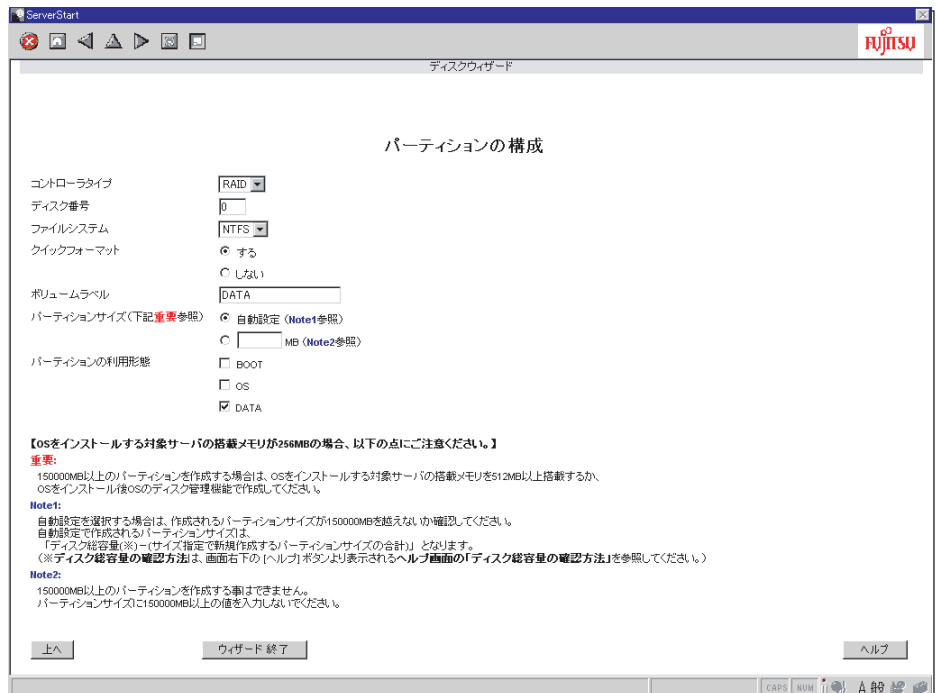 ServerStart
FUJITSU
ディスクウィザード
パーティションの構成
コントローラタイプ RAID
ディスク番号 0
ファイルシステム NTFS
クイックフォーマット する
しない
ボリュームラベル DATA
パーティションサイズ(下記重要参照) 自動設定 (Note1参照)
MB (Note2参照)
パーティションの利用形態 BOOT
OS
DATA
【OSをインストールする対象サーバの搭載メモリが256MBの場合、以下の点にご注意ください。】
重要:
150000MB以上のパーティションを作成する場合は、OSをインストールする対象サーバの搭載メモリを512MB以上搭載するか、
OSをインストール後OSのディスク管理機能で作成してください。
Note1:
自動設定を選択する場合は、作成されるパーティションサイズが150000MBを越えないか確認してください。
自動設定で作成されるパーティションサイズは、
「ディスク総容量(※)-(サイズ指定で新規作成するパーティションサイズの合計)」となります。
(※ディスク総容量の確認方法は、画面右下の [ヘルプ] ボタンより表示されるヘルプ画面の「ディスク総容量の確認方法」を参照してください。)
Note2:
150000MB以上のパーティションを作成する事はできません。
パーティションサイズに150000MB以上の値を入力しないでください。
上へ ウィザード 終了 ヘルプ
CAPS NUM A 般